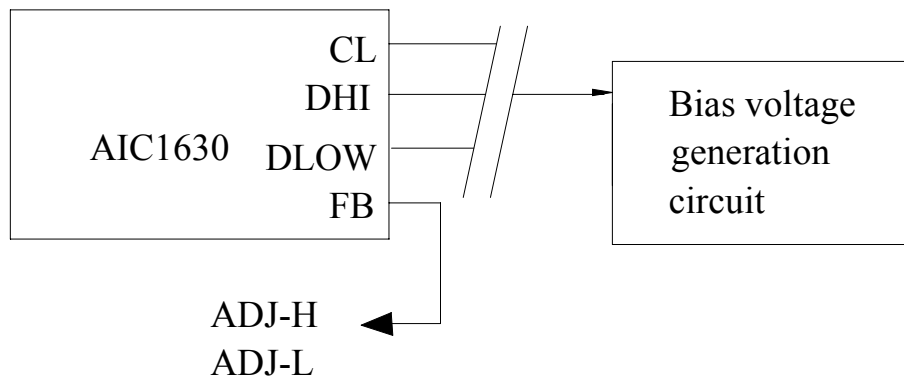 CL
DHI
AIC1630
DLOW
FB
Bias voltage
generation
circuit
ADJ-H
ADJ-L